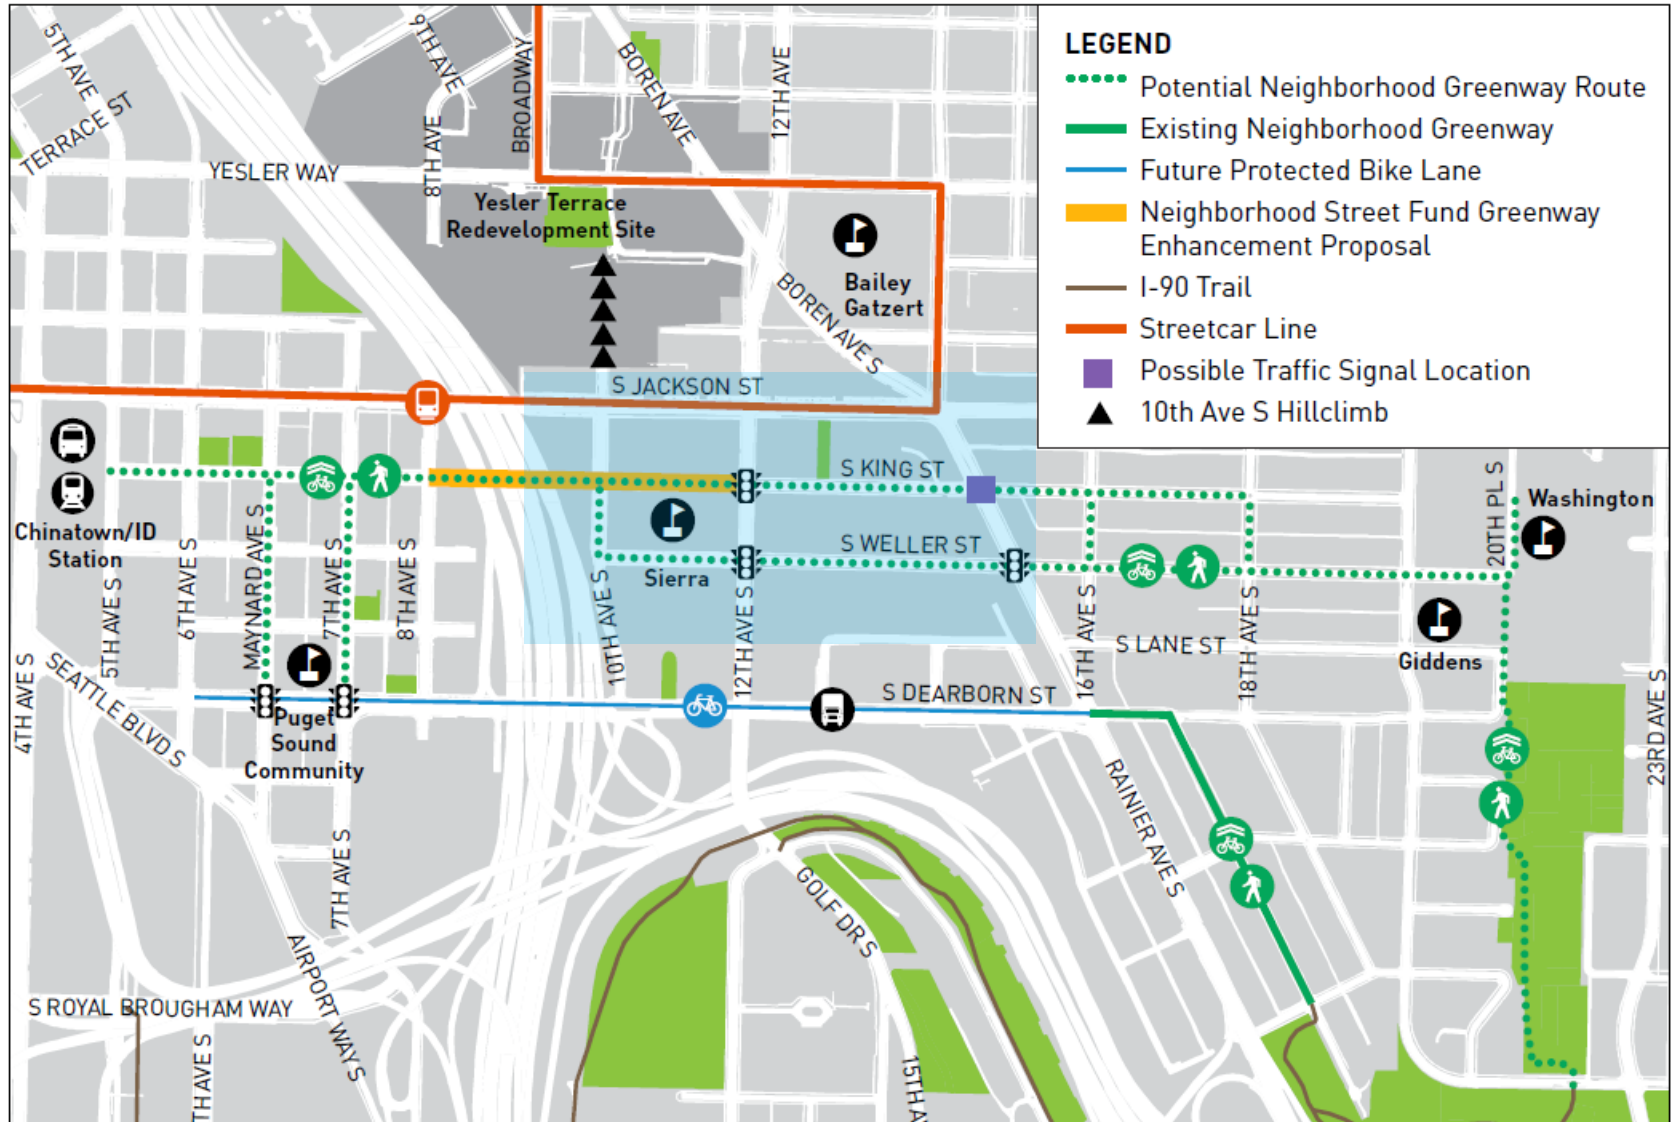 LEGEND
Potential Neighborhood Greenway Route
Existing Neighborhood Greenway
Future Protected Bike Lane
Neighborhood Street Fund Greenway
Enhancement Proposal
I-90 Trail
Streetcar Line
Possible Traffic Signal Location
10th Ave S Hillclimb
5TH AVE
TERRACE ST
9TH AVE
8TH AVE
BROADWAY
BOREN AVE
12TH AVE
YESLER WAY
Yesler Terrace
Redevelopment Site
Bailey
Gatzert
BOREN AVE S
S JACKSON ST
S KING ST
S WELLER ST
Sierra
Chinatown/ID
Station
4TH AVE S
5TH AVE S
6TH AVE S
MAYNARD AVE S
7TH AVE S
8TH AVE S
10TH AVE S
12TH AVE S
16TH AVE S
18TH AVE S
20TH PL S
23RD AVE S
Washington
Giddens
S LANE ST
S DEARBORN ST
SEATTLE BLVD S
Puget
Sound
Community
7TH AVE S
AIRPORT WAY S
S ROYAL BROUGHAM WAY
TH AVE S
GOLF DR S
15TH A
RAINIER AVE S